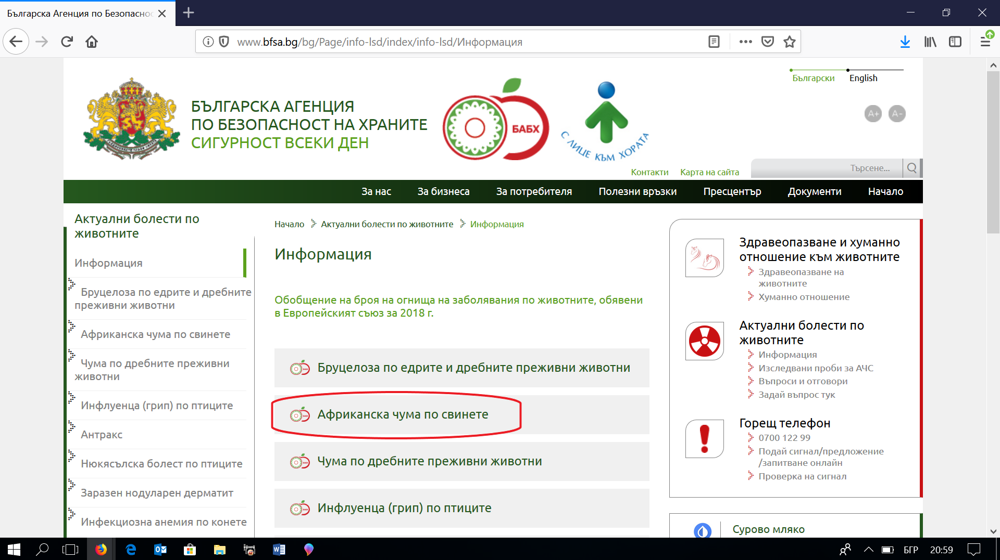 Българска Агенция по Безопасност
www.bfsa.bg/bg/Page/info-lsd/index/info-lsd/Информация
Български
English
БЪЛГАРСКА АГЕНЦИЯ
ПО БЕЗОПАСНОСТ НА ХРАНИТЕ
СИГУРНОСТ ВСЕКИ ДЕН
БАБХ
С ЛИЦЕ КЪМ ХОРАТА
A+
A-
Контакти
Карта на сайта
Търсене...
За нас
За бизнеса
За потребителя
Полезни връзки
Пресцентър
Документи
Начало
Актуални болести по
животните
Информация
Бруцелоза по едрите и дребните
преживни животни
Африканска чума по свинете
Чума по дребните преживни
животни
Инфлуенца (грип) по птиците
Антракс
Нюкясълска болест по птиците
Заразен нодуларен дерматит
Инфекциозна анемия по конете
Начало
Актуални болести по животните
Информация
Информация
Обобщение на броя на огнища на заболявания по животните, обявени
в Европейският съюз за 2018 г.
Бруцелоза по едрите и дребните преживни животни
Африканска чума по свинете
Чума по дребните преживни животни
Инфлуенца (грип) по птиците
Здравеопазване и хуманно
отношение към животните
Здравеопазване на
животните
Хуманно отношение
Актуални болести по
животните
Информация
Изследвани проби за АЧС
Въпроси и отговори
Задай въпрос тук
Горещ телефон
0700 122 99
Подай сигнал/предложение
/запитване онлайн
Проверка на сигнал
Сурово мляко
БГР
20:59